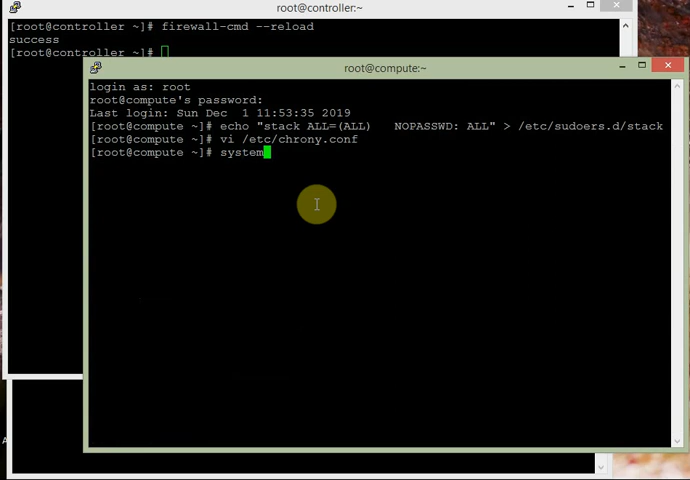 root@controller:~
[root@controller ~]# firewall-cmd --reload
success
[root@controller ~]#
root@compute:~
login as: root
root@compute's password:
Last login: Sun Dec  1 11:53:35 2019
[root@compute ~]# echo "stack ALL=(ALL)   NOPASSWD: ALL" > /etc/sudoers.d/stack
[root@compute ~]# vi /etc/chrony.conf
[root@compute ~]# system
A